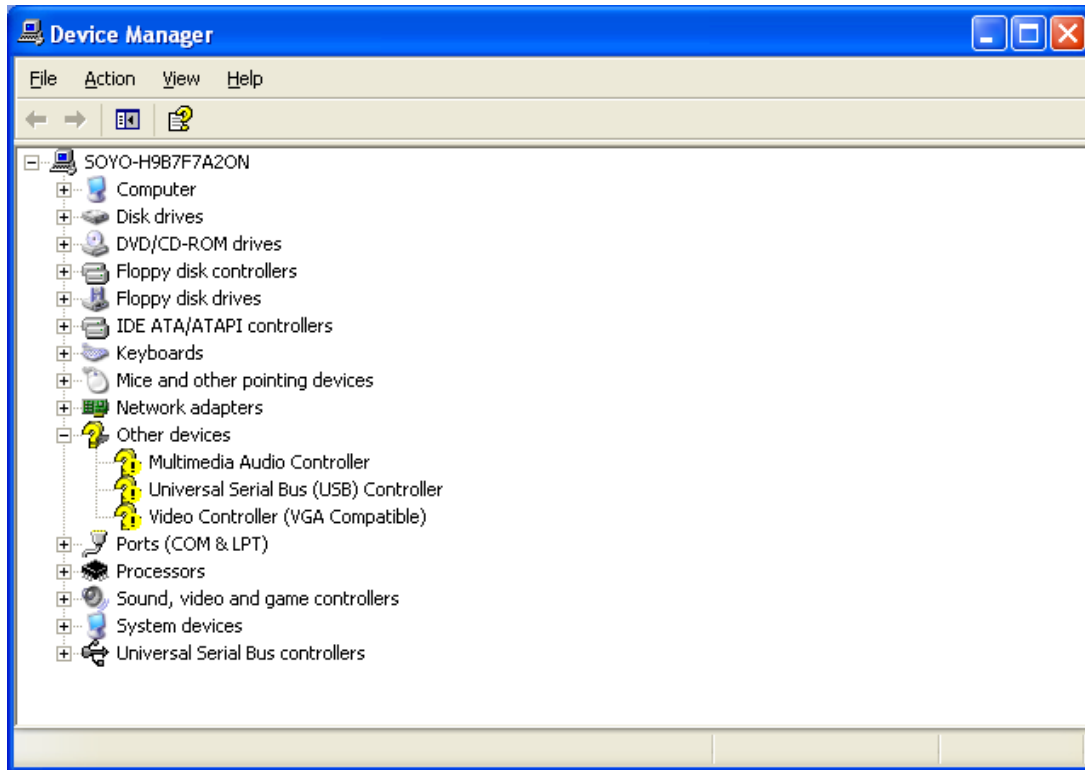 Device Manager
File Action View Help
SOYO-H9B7F7A2ON
Computer
Disk drives
DVD/CD-ROM drives
Floppy disk controllers
Floppy disk drives
IDE ATA/ATAPI controllers
Keyboards
Mice and other pointing devices
Network adapters
Other devices
Multimedia Audio Controller
Universal Serial Bus (USB) Controller
Video Controller (VGA Compatible)
Ports (COM & LPT)
Processors
Sound, video and game controllers
System devices
Universal Serial Bus controllers